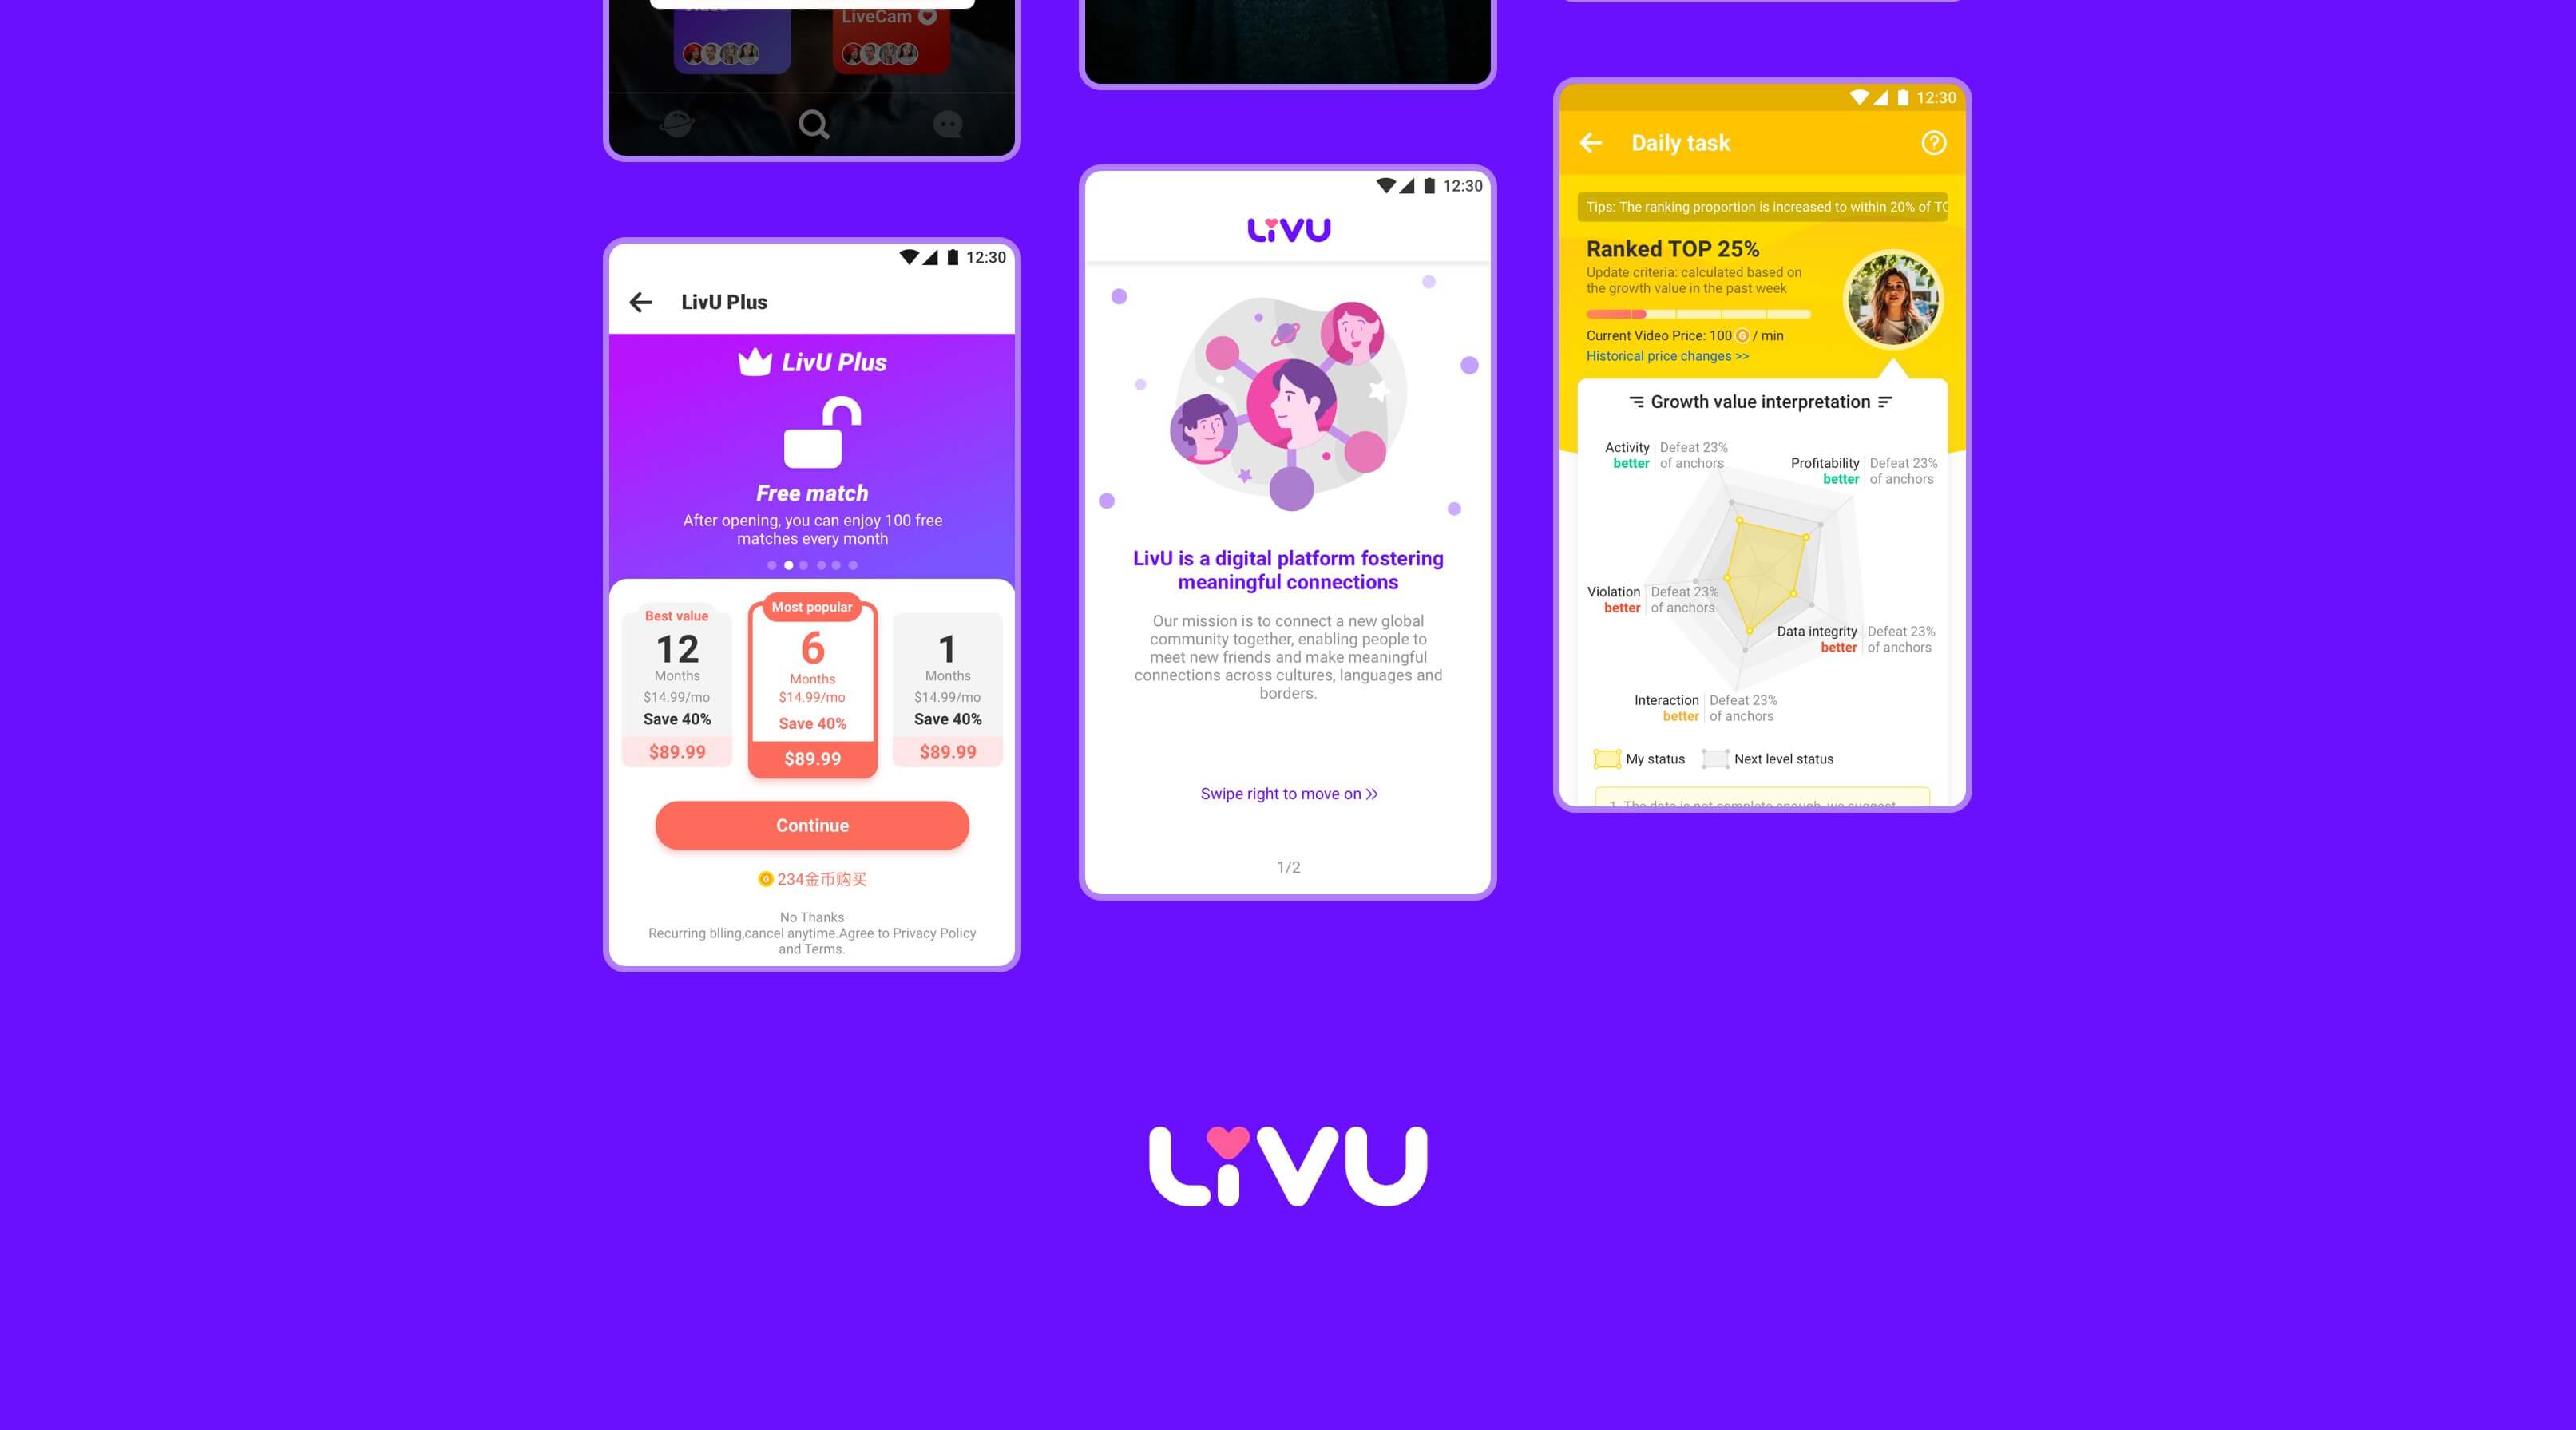 LiveCam
12:30
LivU Plus
LivU Plus
Free match
After opening, you can enjoy 100 free
matches every month
Best value
12
Months
$14.99/mo
Save 40%
$89.99
Most popular
6
Months
$14.99/mo
Save 40%
$89.99
1
Months
$14.99/mo
Save 40%
$89.99
Continue
G 234金币购买
No Thanks
Recurring blling,cancel anytime.Agree to Privacy Policy
and Terms.
12:30
LiVU
LivU is a digital platform fostering
meaningful connections
Our mission is to connect a new global
community together, enabling people to
meet new friends and make meaningful
connections across cultures, languages and
borders.
Swipe right to move on
1/2
12:30
Daily task
?
Tips: The ranking proportion is increased to within 20% of
Ranked TOP 25%
Update criteria: calculated based on
the growth value in the past week
Current Video Price: 100 G / min
Historical price changes >>
Growth value interpretation
Activity
better
Defeat 23%
of anchors
Profitability
better
Defeat 23%
of anchors
Violation
better
Defeat 23%
of anchors
Data integrity
better
Defeat 23%
of anchors
Interaction
better
Defeat 23%
of anchors
My status
Next level status
1. The data is not complete enough, we suggest
LiVU